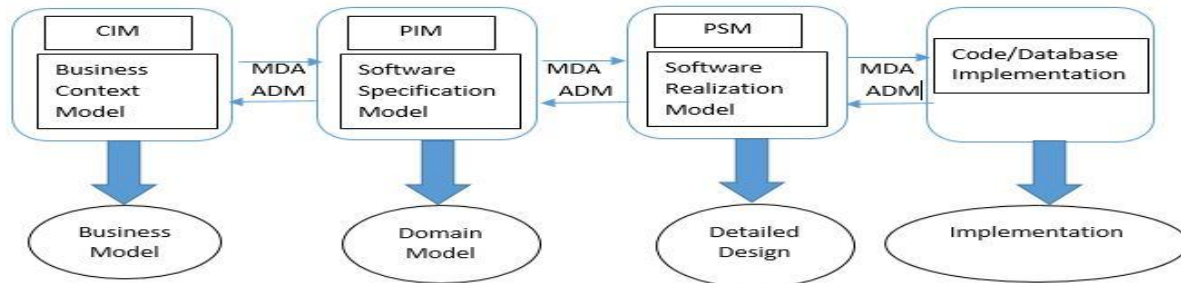 CIM
Business
Context
Model
MDA
ADM
PIM
Software
Specification
Model
MDA
ADM
PSM
Software
Realization
Model
MDA
ADM
Code/Database
Implementation
Business
Model
Domain
Model
Detailed
Design
Implementation